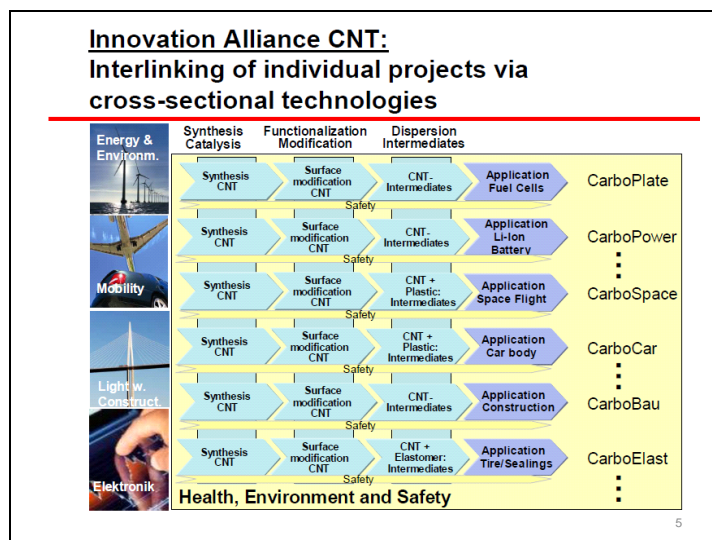 Innovation Alliance CNT:
Interlinking of individual projects via
cross-sectional technologies
Energy &
Environm.
Mobility
Light w.
Construct.
Elektronik
Synthesis
Catalysis
Functionalization
Modification
Dispersion
Intermediates
Synthesis
CNT
Surface
modification
CNT
CNT-
Intermediates
Application
Fuel Cells
CarboPlate
Safety
Synthesis
CNT
Surface
modification
CNT
CNT-
Intermediates
Application
Li-Ion
Battery
CarboPower
Safety
Synthesis
CNT
Surface
modification
CNT
CNT +
Plastic:
Intermediates
Application
Space Flight
CarboSpace
Safety
Synthesis
CNT
Surface
modification
CNT
CNT +
Plastic:
Intermediates
Application
Car body
CarboCar
Safety
Synthesis
CNT
Surface
modification
CNT
CNT-
Intermediates
Application
Construction
CarboBau
Safety
Synthesis
CNT
Surface
modification
CNT
CNT +
Elastomer:
Intermediates
Application
Tire/Sealings
CarboElast
Safety
Health, Environment and Safety
5